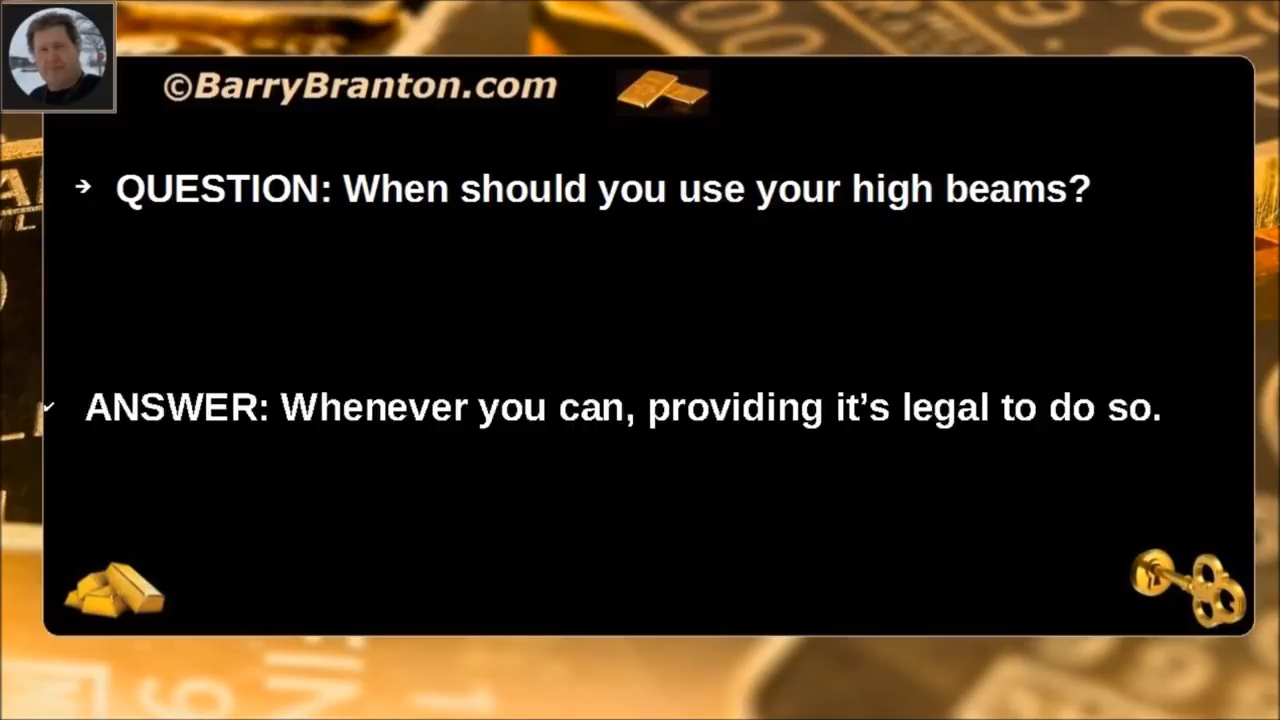 ©BarryBranton.com
QUESTION: When should you use your high beams?
ANSWER: Whenever you can, providing it’s legal to do so.